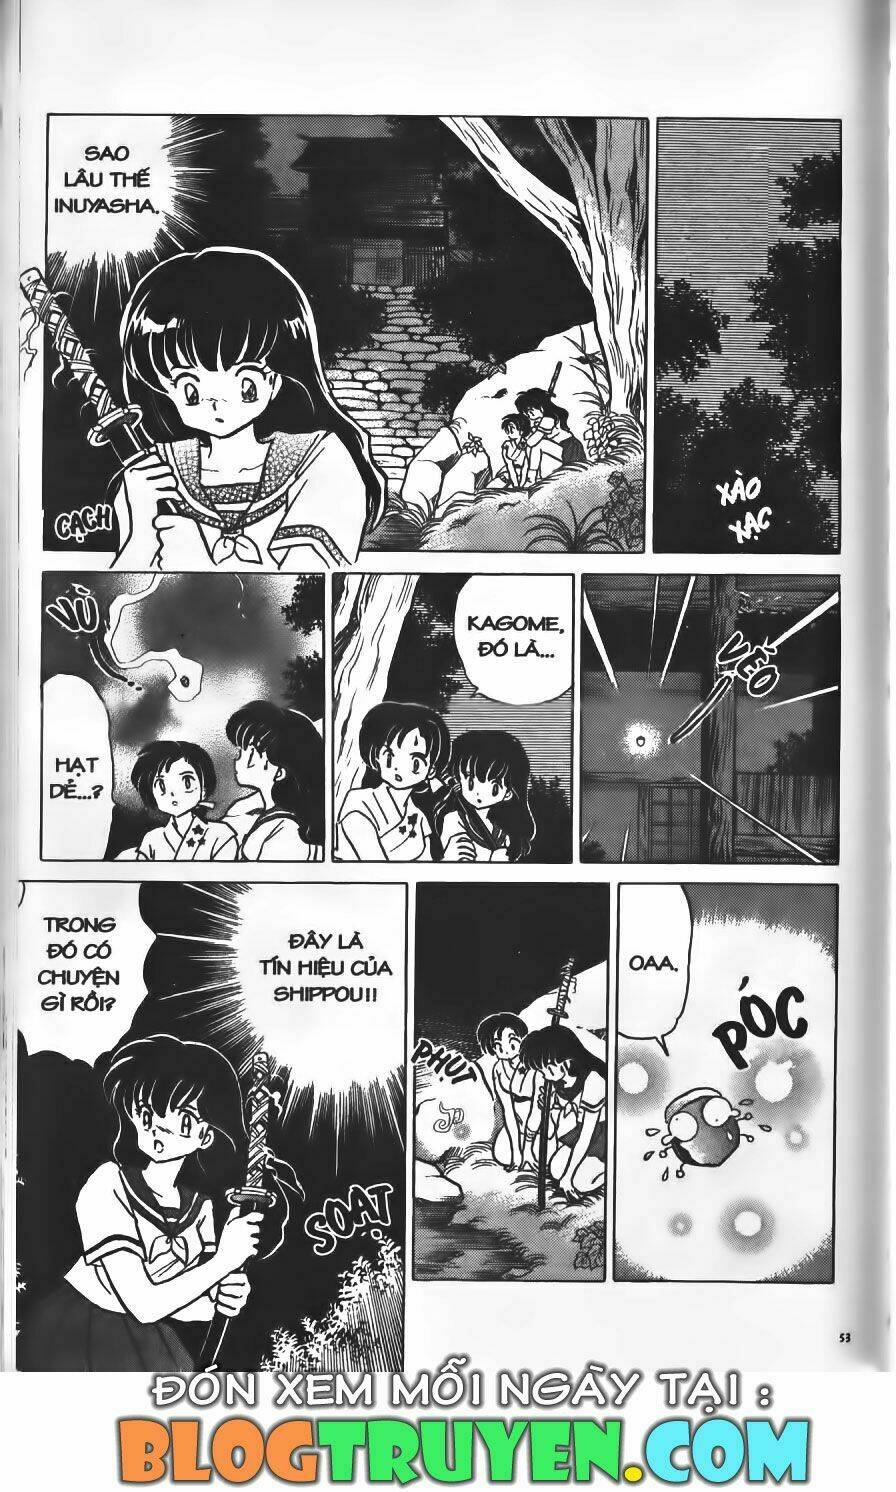 XÀO
XẠC
SAO
LÂU THẾ
INUYASHA.
CẠCH
VÈO
KAGOME,
ĐÓ LÀ...
VÙ
HẠT
DẺ...?
OAA.
PÓC
PHỤT
ĐÂY LÀ
TÍN HIỆU CỦA
SHIPPOU!!
TRONG
ĐÓ CÓ
CHUYỆN
GÌ RỒI?
SOẠT
53
ĐÓN XEM MỖI NGÀY TẠI :
BLOGTRUYEN.COM